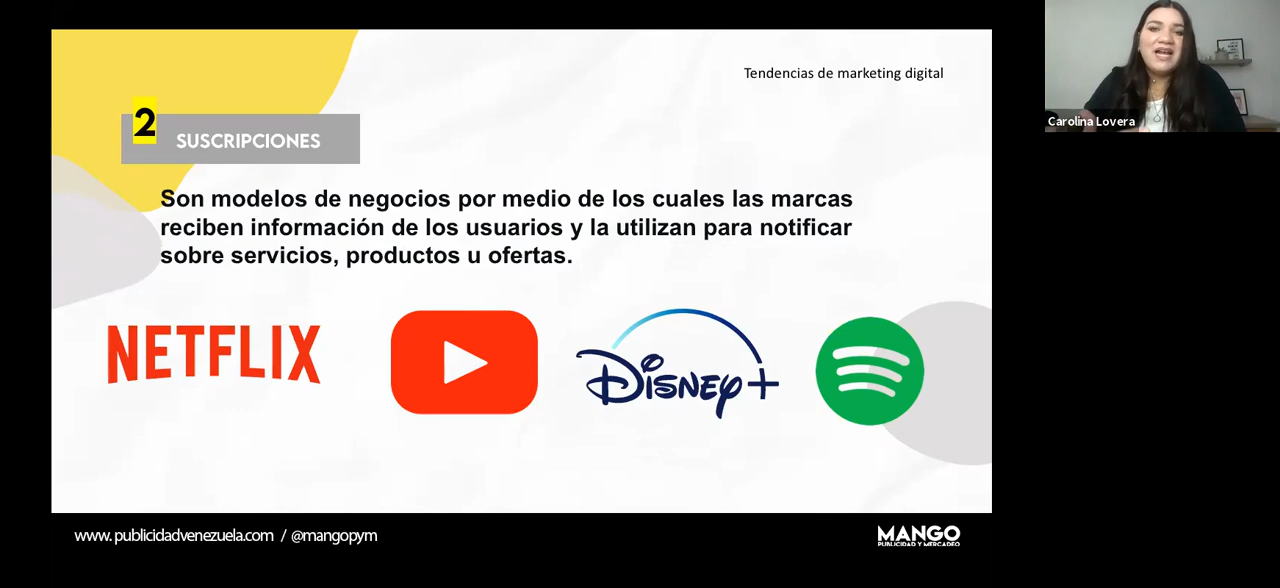 Tendencias de marketing digital
2
SUSCRIPCIONES
Son modelos de negocios por medio de los cuales las marcas
reciben información de los usuarios y la utilizan para notificar
sobre servicios, productos u ofertas.
NETFLIX
Disney+
www.publicidadvenezuela.com / @mangopym
MANGO
PUBLICIDAD Y MERCADEO
Carolina Lovera